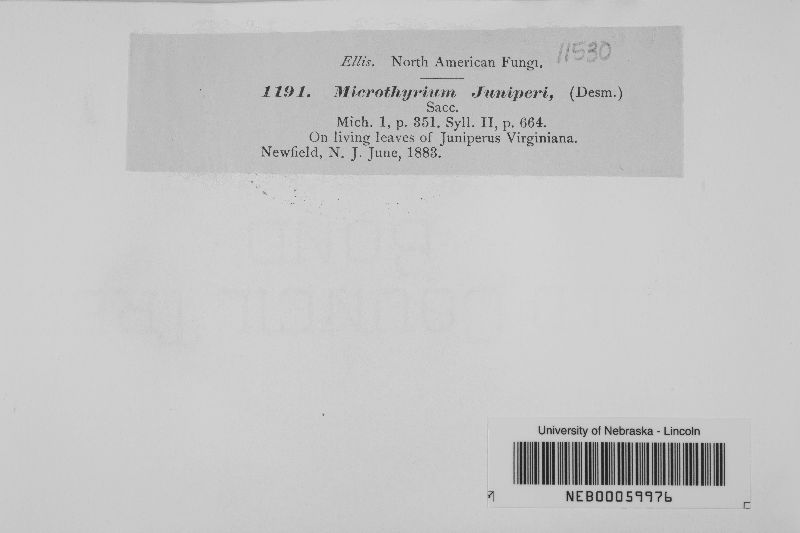 Ellis. North American Fungi. 11530
1191. Microthyrium Juniperi, (Desm.)
Sacc.
Mich. 1, p. 351. Syll. II, p. 664.
On living leaves of Juniperus Virginiana.
Newfield, N. J. June, 1883.
University of Nebraska - Lincoln
NEB00059976